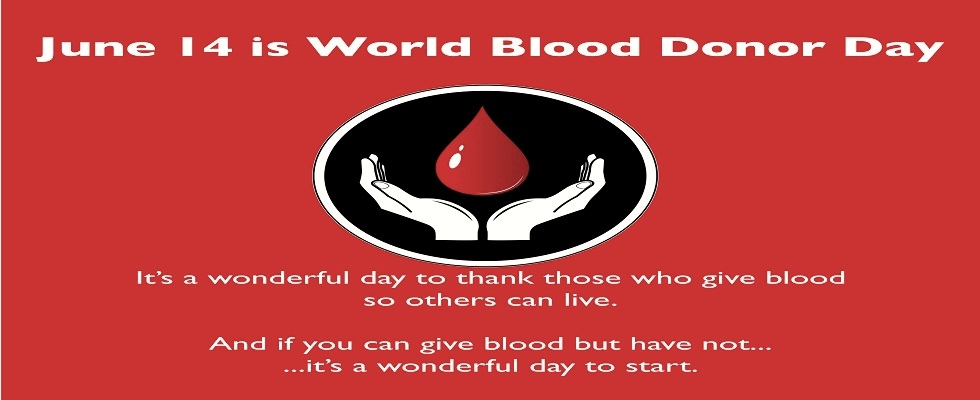 June 14 is World Blood Donor Day
It's a wonderful day to thank those who give blood
so others can live.
And if you can give blood but have not...
...it's a wonderful day to start.